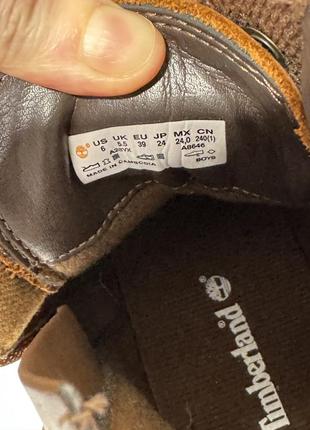 US UK EU JP MX CN
6 5.5 39 24 24,0 240(1)
A8646
BOYS
MADE IN CAMBODIA
Timberland
®